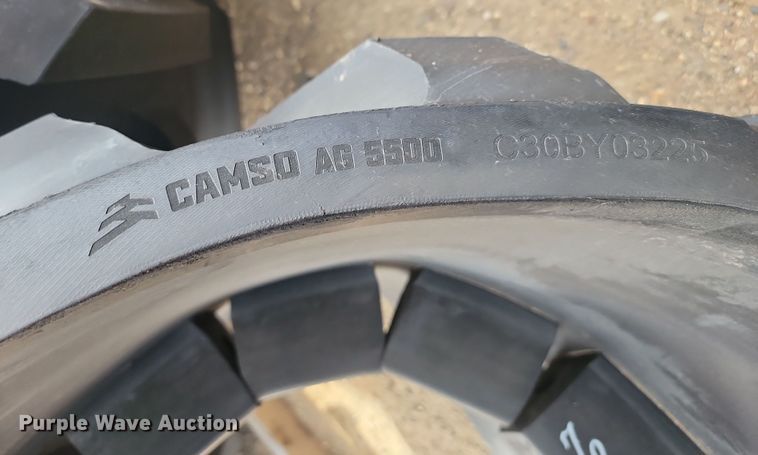 CAMSO AG 5500 C30BY03225
Purple Wave Auction